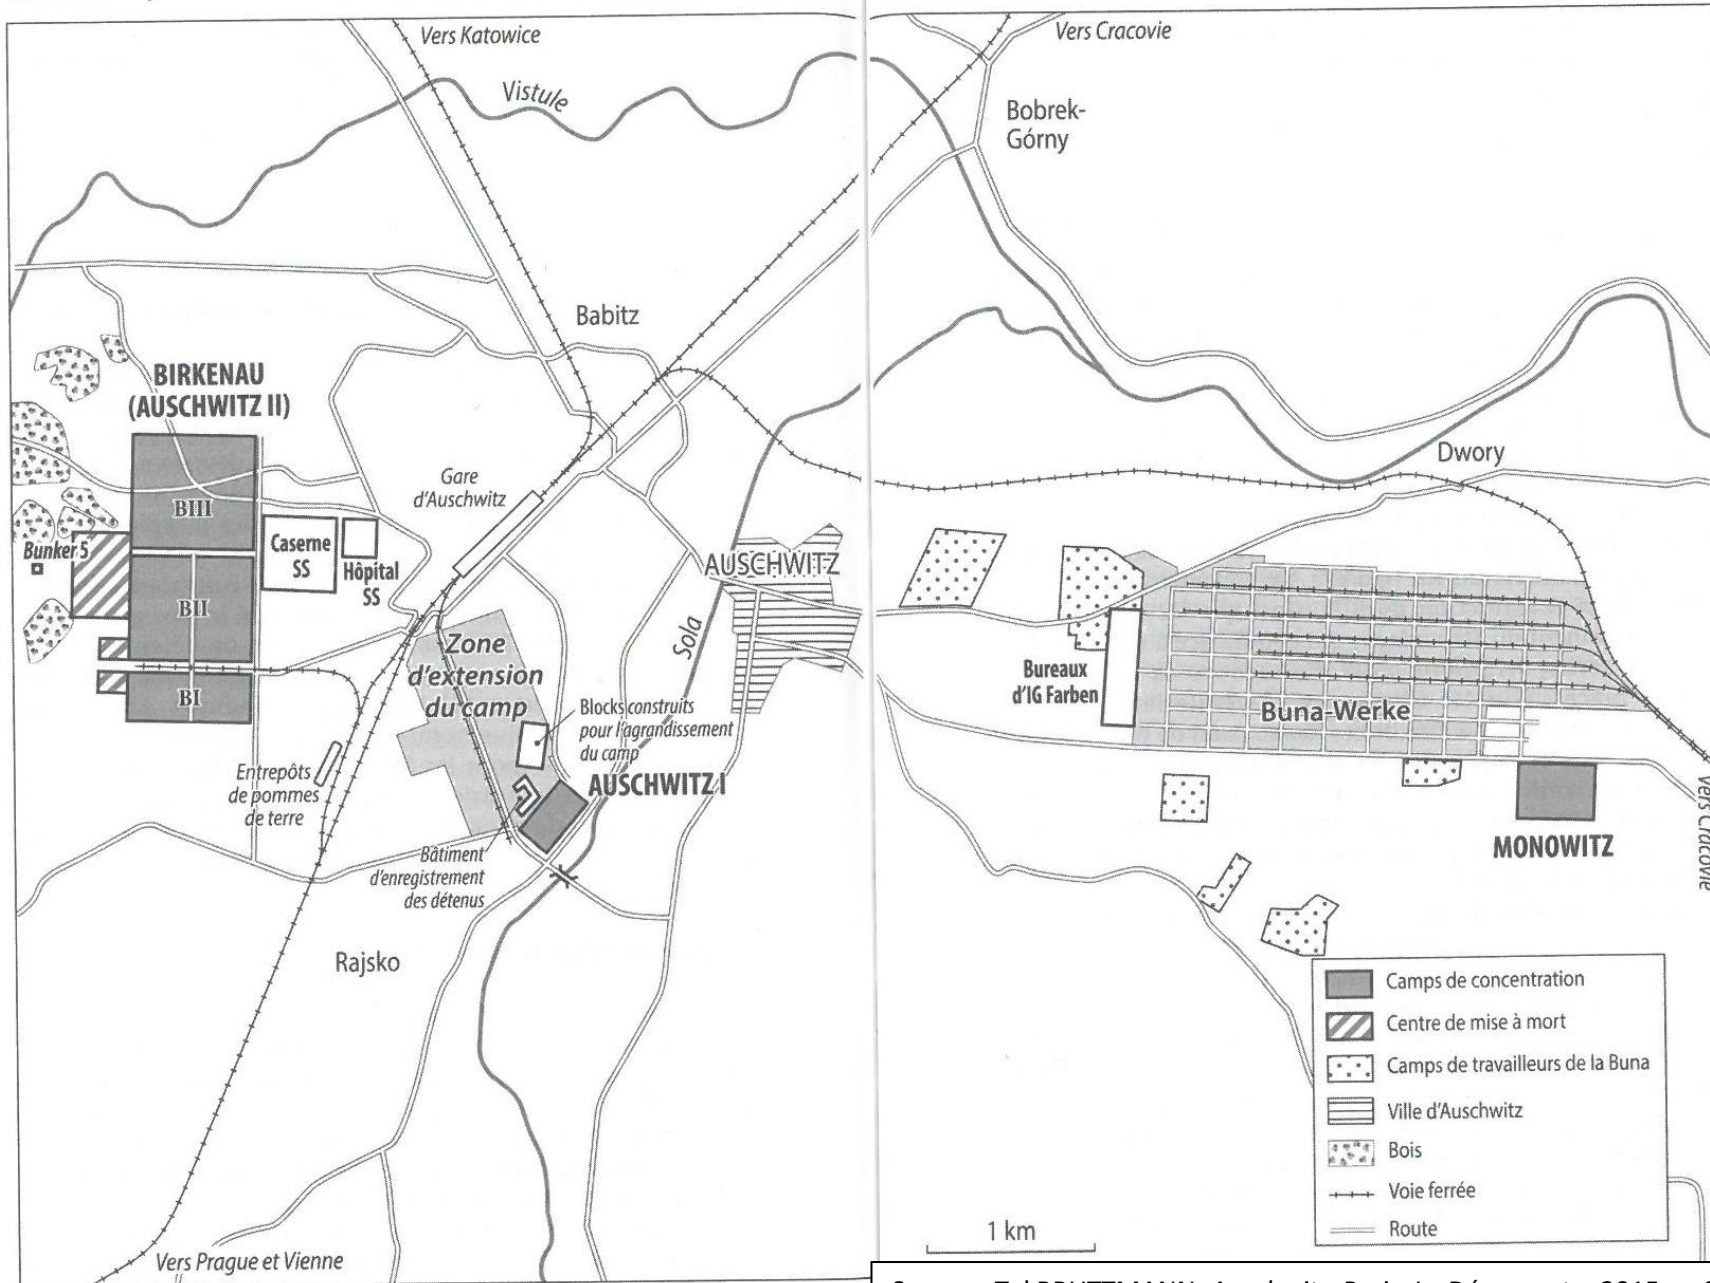 Vers Katowice
Vistule
Vers Cracovie
Bobrek-
Górny
Babitz
BIRKENAU
(AUSCHWITZ II)
Gare
d'Auschwitz
Dwory
BIII
Bunker 5
Caserne
SS
Hôpital
SS
AUSCHWITZ
BII
Sola
Zone
d'extension
du camp
Bureaux
d'IG Farben
BI
Blocks construits
pour l'agrandissement
du camp
Buna-Werke
Entrepôts
de pommes
de terre
AUSCHWITZ I
Vers Cracovie
Bâtiment
d'enregistrement
des détenus
MONOWITZ
Rajsko
Camps de concentration
Centre de mise à mort
Camps de travailleurs de la Buna
Ville d'Auschwitz
Bois
Voie ferrée
Route
1 km
Vers Prague et Vienne